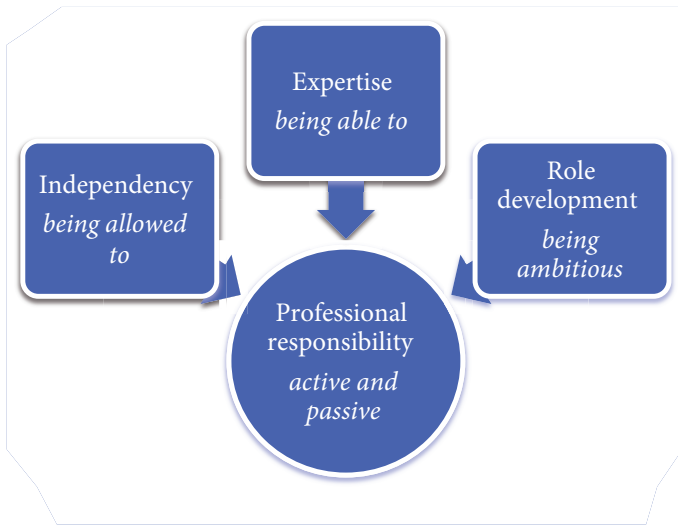 Expertise
being able to
Independency
being allowed
to
Role
development
being
ambitious
Professional
responsibility
active and
passive